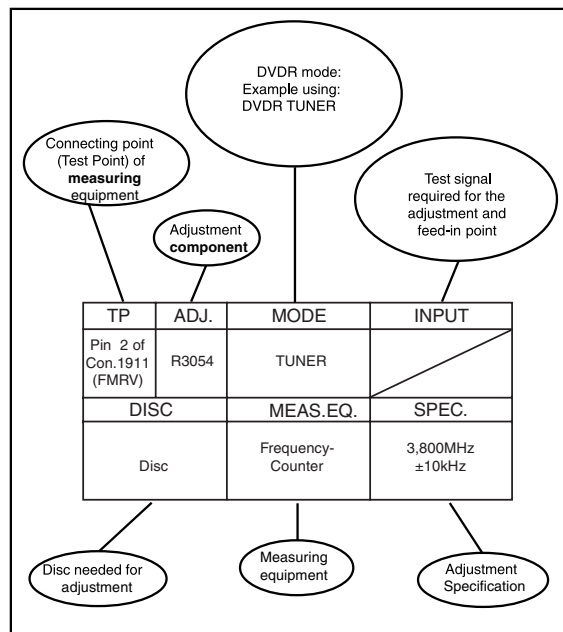 DVDR mode:
Example using:
DVDR TUNER
Connecting point
(Test Point) of
measuring
equipment
Test signal
required for the
adjustment and
feed-in point
Adjustment
component
TP
ADJ.
MODE
INPUT
Pin 2 of
Con.1911
(FMRV)
R3054
TUNER
DISC
MEAS.EQ.
SPEC.
Disc
Frequency-
Counter
3,800MHz
±10kHz
Disc needed for
adjustment
Measuring
equipment
Adjustment
Specification